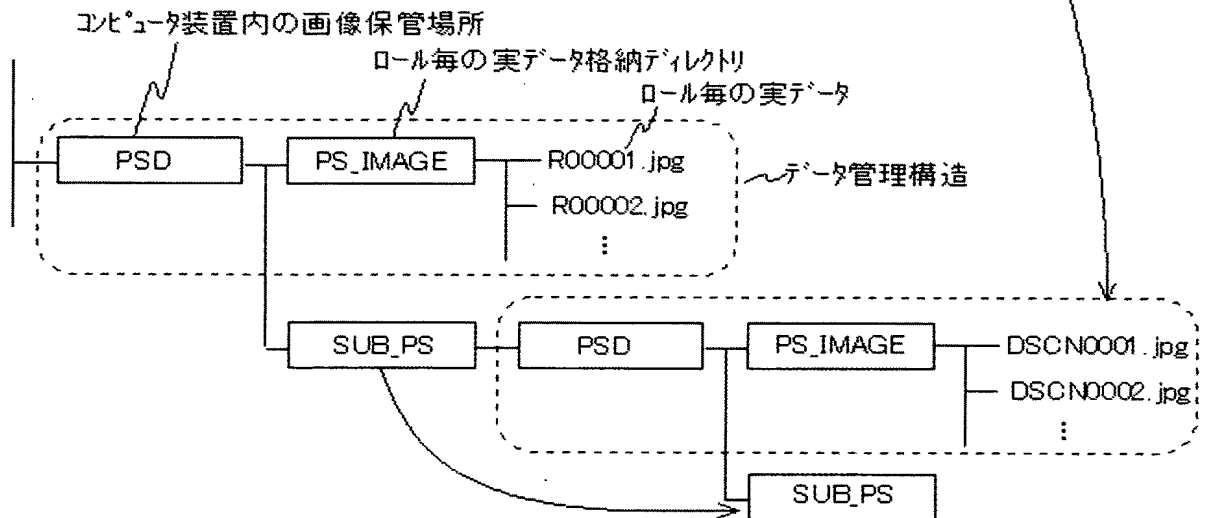 コンピュータ装置内の画像保管場所
ロール毎の実データ格納ディレクトリ
ロール毎の実データ
PSD
PS_IMAGE
R00001.jpg
データ管理構造
R00002.jpg
⋮
SUB_PS
PSD
PS_IMAGE
DSCN0001.jpg
DSCN0002.jpg
⋮
SUB_PS